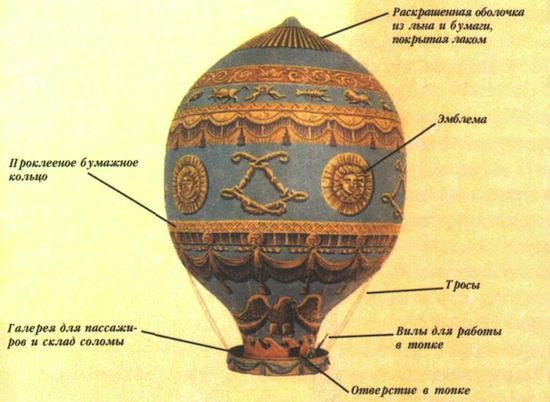 Раскрашенная оболочка
из льна и бумаги,
покрытая лаком
Эмблема
Проклееное бумажное
кольцо
Тросы
Галерея для пассажи-
ров и склад соломы
Вилы для работы
в топке
Отверстие в топке